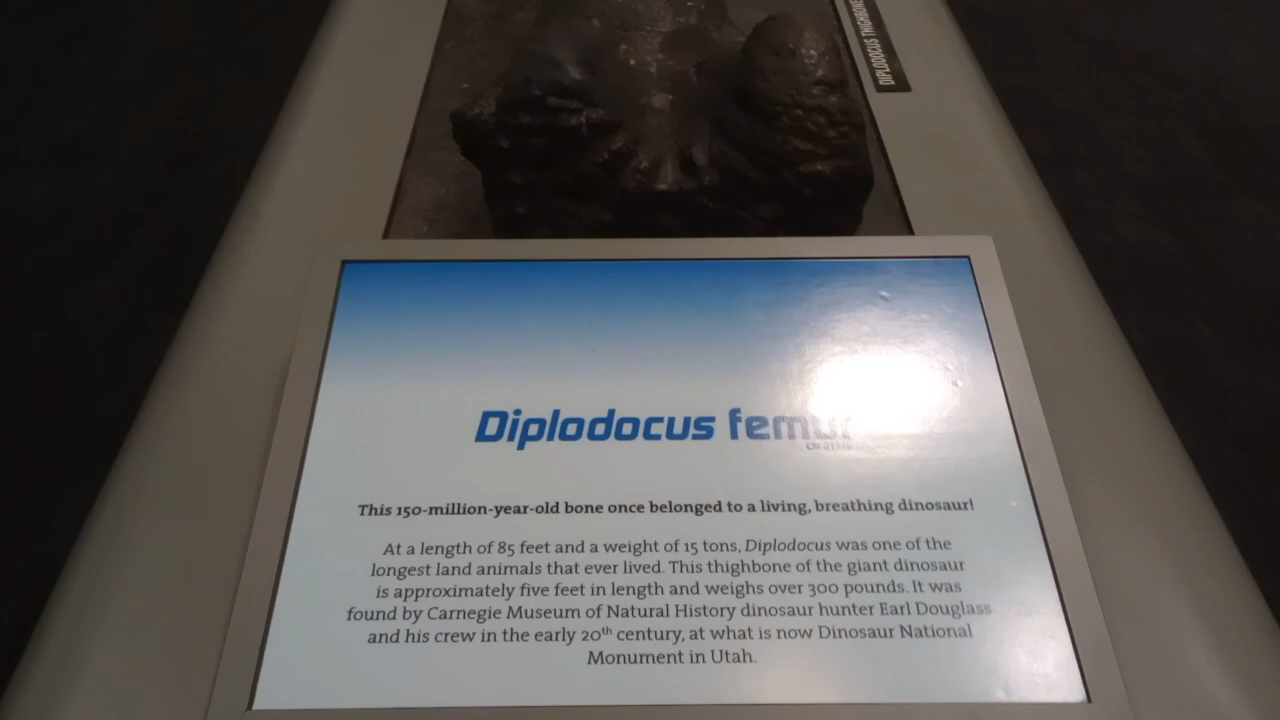 DIPLODOCUS THIGHBONE
Diplodocus femur
This 150-million-year-old bone once belonged to a living, breathing dinosaur!
At a length of 85 feet and a weight of 15 tons, Diplodocus was one of the
longest land animals that ever lived. This thighbone of the giant dinosaur
is approximately five feet in length and weighs over 300 pounds. It was
found by Carnegie Museum of Natural History dinosaur hunter Earl Douglass
and his crew in the early 20th century, at what is now Dinosaur National
Monument in Utah.